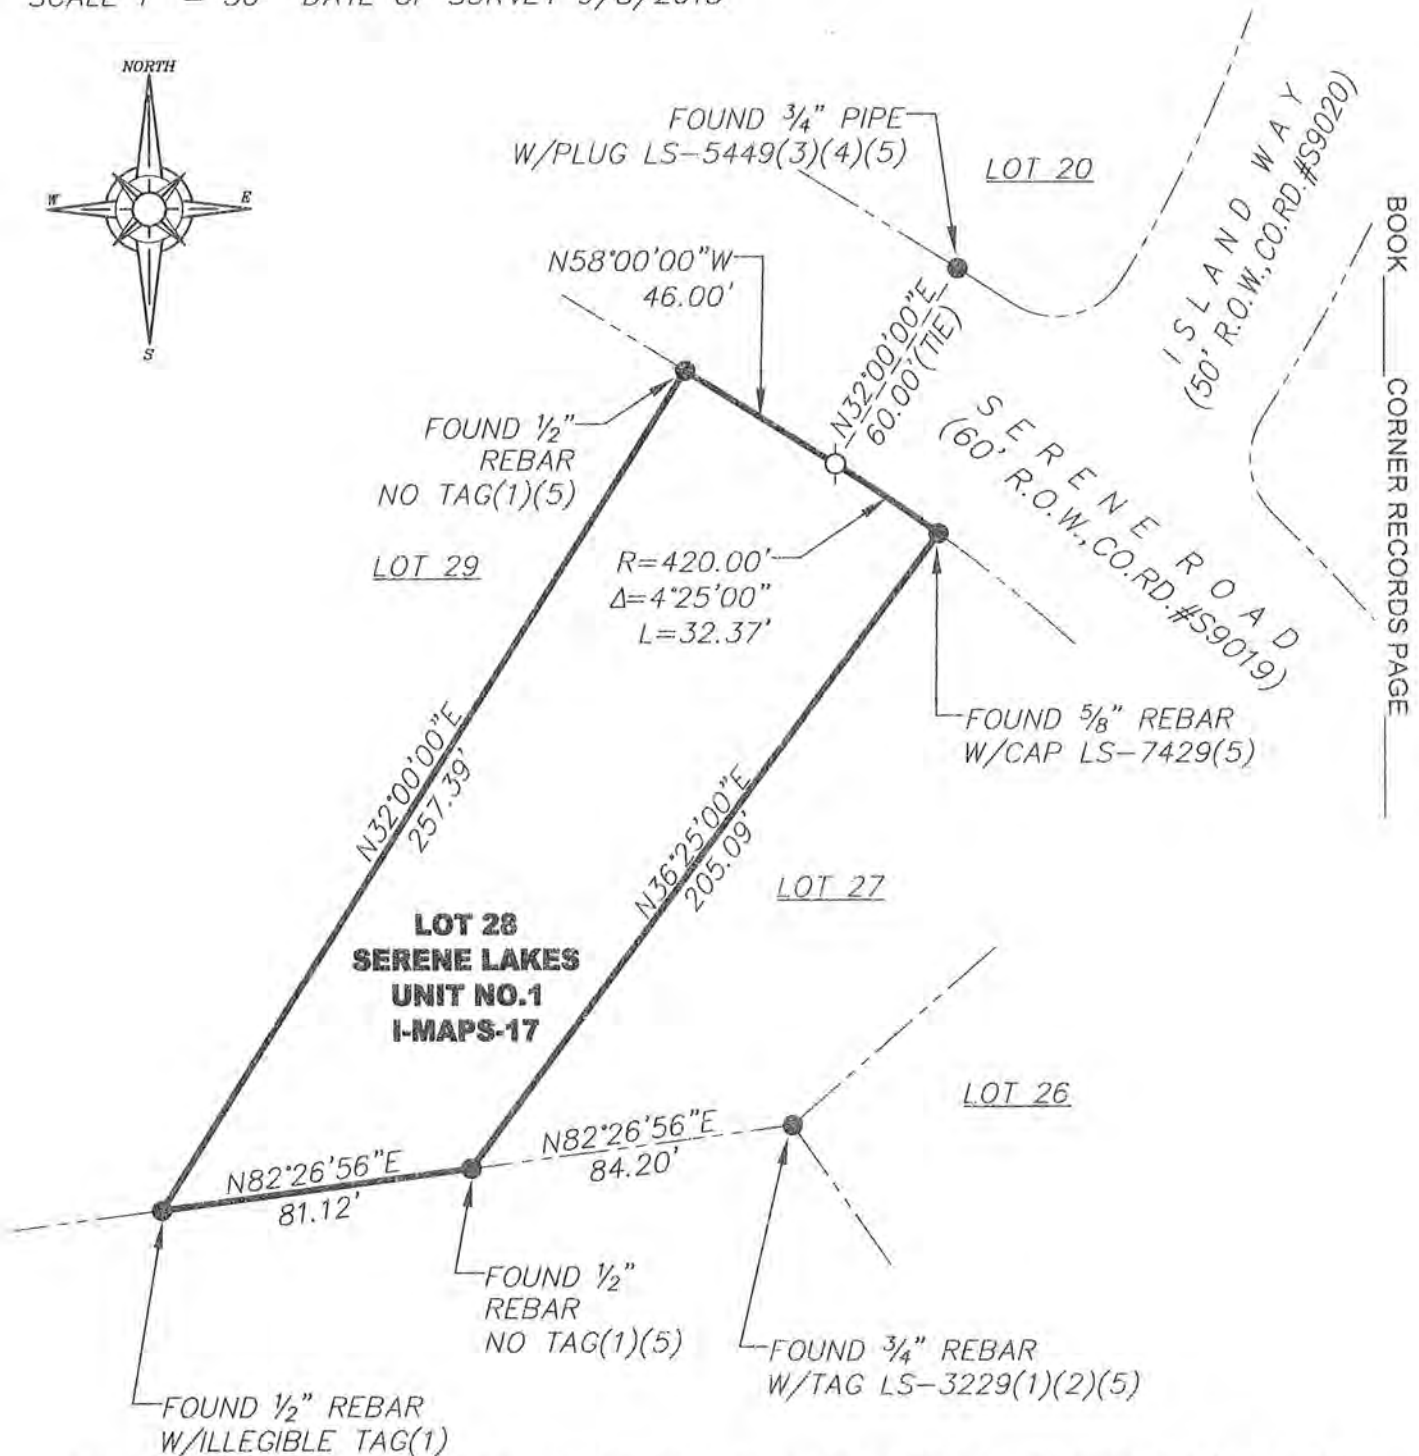 NORTH
W
E
S
FOUND 3/4" PIPE
W/PLUG LS-5449(3)(4)(5)
LOT 20
ISLAND WAY
(50' R.O.W., CO.RD.#S9020)
BOOK ______ CORNER RECORDS PAGE ______
N58°00'00"W
46.00'
N32°00'00"E
60.00'(TIE)
SERENE ROAD
(60' R.O.W., CO.RD.#S9019)
FOUND 1/2"
REBAR
NO TAG(1)(5)
LOT 29
R=420.00'
Δ=4°25'00"
L=32.37'
FOUND 5/8" REBAR
W/CAP LS-7429(5)
N32°00'00"E
257.39'
N36°25'00"E
205.09'
LOT 27
LOT 28
SERENE LAKES
UNIT NO.1
I-MAPS-17
LOT 26
N82°26'56"E
81.12'
N82°26'56"E
84.20'
FOUND 1/2"
REBAR
NO TAG(1)(5)
FOUND 3/4" REBAR
W/TAG LS-3229(1)(2)(5)
FOUND 1/2" REBAR
W/ILLEGIBLE TAG(1)